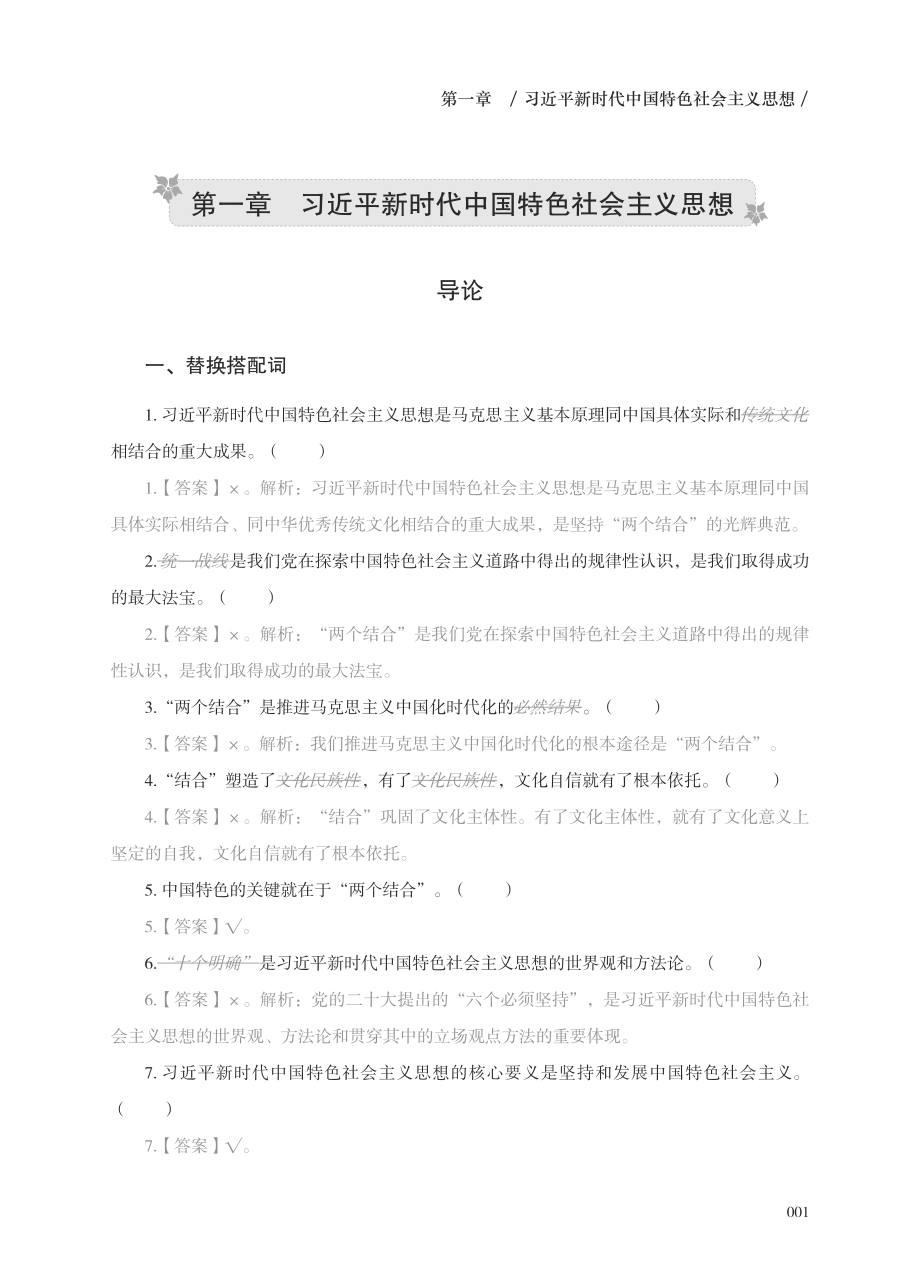 第一章 / 习近平新时代中国特色社会主义思想 /
第一章 习近平新时代中国特色社会主义思想
导论
一、替换搭配词
1. 习近平新时代中国特色社会主义思想是马克思主义基本原理同中国具体实际和传统文化
相结合的重大成果。（  ）
1.【答案】×。解析：习近平新时代中国特色社会主义思想是马克思主义基本原理同中国
具体实际相结合、同中华优秀传统文化相结合的重大成果，是坚持“两个结合”的光辉典范。
2. 统一战线是我们党在探索中国特色社会主义道路中得出的规律性认识，是我们取得成功
的最大法宝。（  ）
2.【答案】×。解析：“两个结合”是我们党在探索中国特色社会主义道路中得出的规律
性认识，是我们取得成功的最大法宝。
3.“两个结合”是推进马克思主义中国化时代化的必然结果。（  ）
3.【答案】×。解析：我们推进马克思主义中国化时代化的根本途径是“两个结合”。
4.“结合”塑造了文化民族性，有了文化民族性，文化自信就有了根本依托。（  ）
4.【答案】×。解析：“结合”巩固了文化主体性。有了文化主体性，就有了文化意义上
坚定的自我，文化自信就有了根本依托。
5. 中国特色的关键就在于“两个结合”。（  ）
5.【答案】√。
6.“十个明确”是习近平新时代中国特色社会主义思想的世界观和方法论。（  ）
6.【答案】×。解析：党的二十大提出的“六个必须坚持”，是习近平新时代中国特色社
会主义思想的世界观、方法论和贯穿其中的立场观点方法的重要体现。
7. 习近平新时代中国特色社会主义思想的核心要义是坚持和发展中国特色社会主义。
（  ）
7.【答案】√。
001